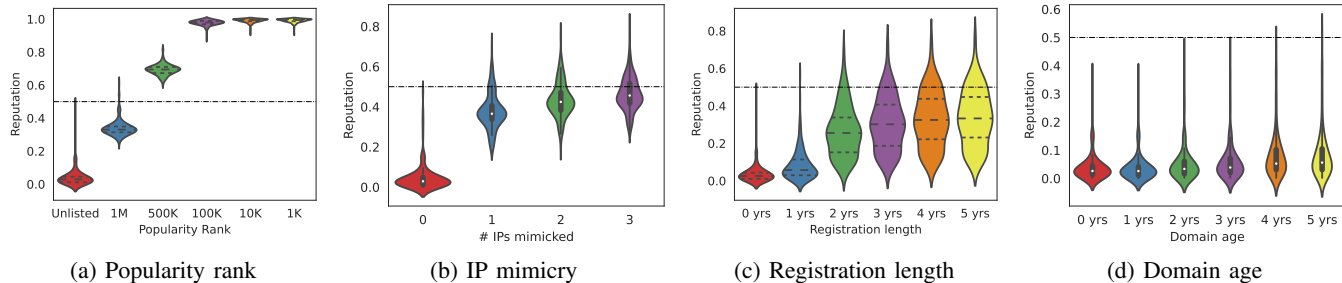 1.0
0.8
0.6
0.4
0.2
0.0
Reputation
Unlisted 1M 500K 100K 10K 1K
Popularity Rank
(a) Popularity rank
0.8
0.6
0.4
0.2
0.0
Reputation
0 1 2 3
# IPs mimicked
(b) IP mimicry
0.8
0.6
0.4
0.2
0.0
Reputation
0 yrs 1 yrs 2 yrs 3 yrs 4 yrs 5 yrs
Registration length
(c) Registration length
0.6
0.5
0.4
0.3
0.2
0.1
0.0
Reputation
0 yrs 1 yrs 2 yrs 3 yrs 4 yrs 5 yrs
Domain age
(d) Domain age